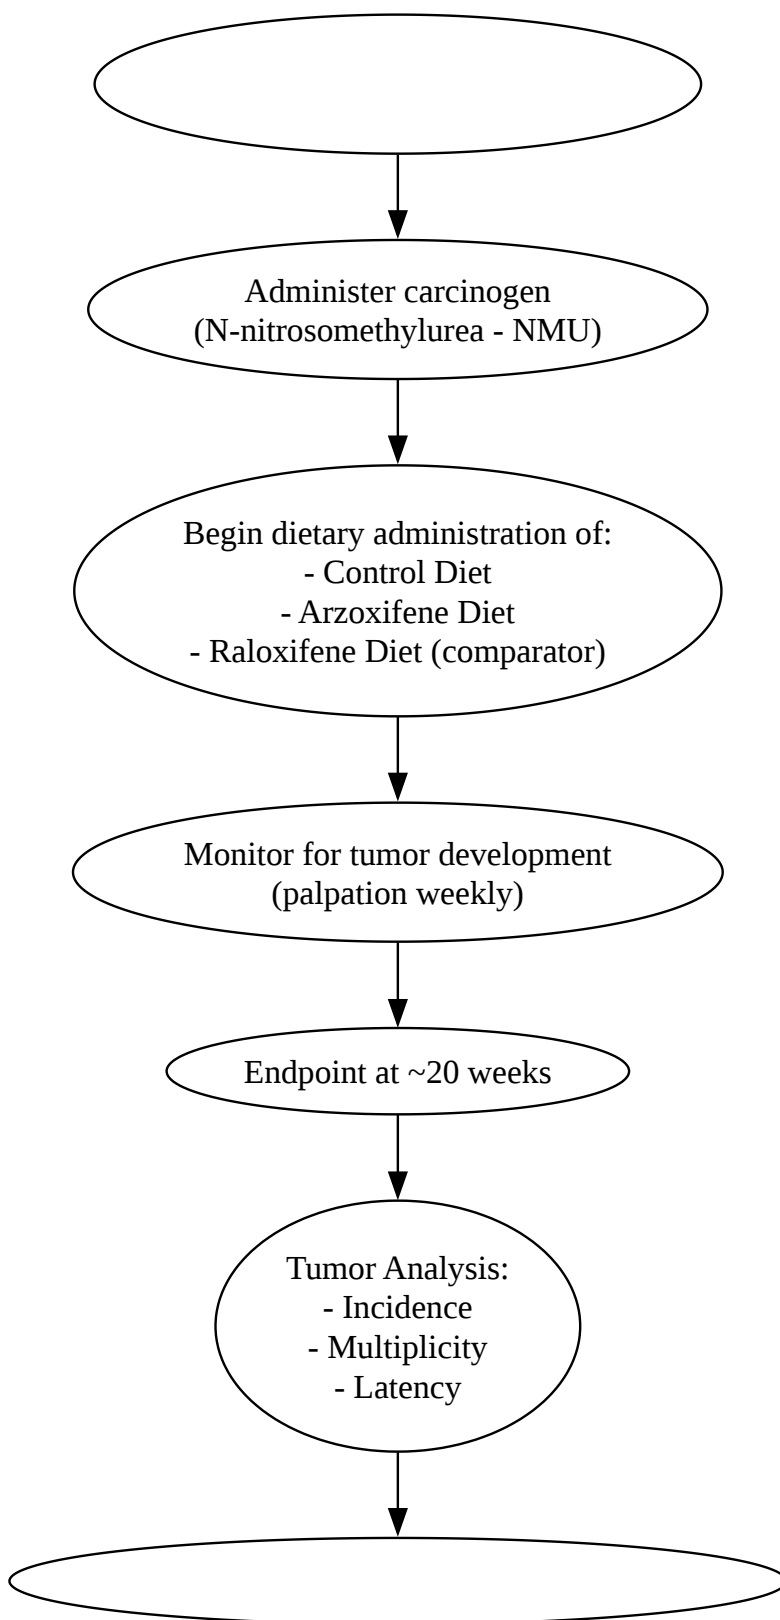 Administer carcinogen
(N-nitrosomethylurea - NMU)
Begin dietary administration of:
- Control Diet
- Arzoxifene Diet
- Raloxifene Diet (comparator)
Monitor for tumor development
(palpation weekly)
Endpoint at ~20 weeks
Tumor Analysis:
- Incidence
- Multiplicity
- Latency